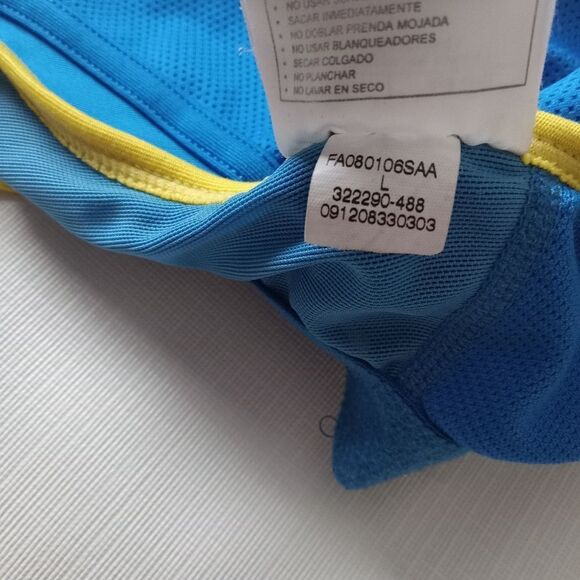 •NO USAR
•SACAR INMEDIATAMENTE
•NO DOBLAR PRENDA MOJADA
•NO USAR BLANQUEADORES
•SECAR COLGADO
•NO PLANCHAR
•NO LAVAR EN SECO
FA080106SAA
L
322290-488
091208330303